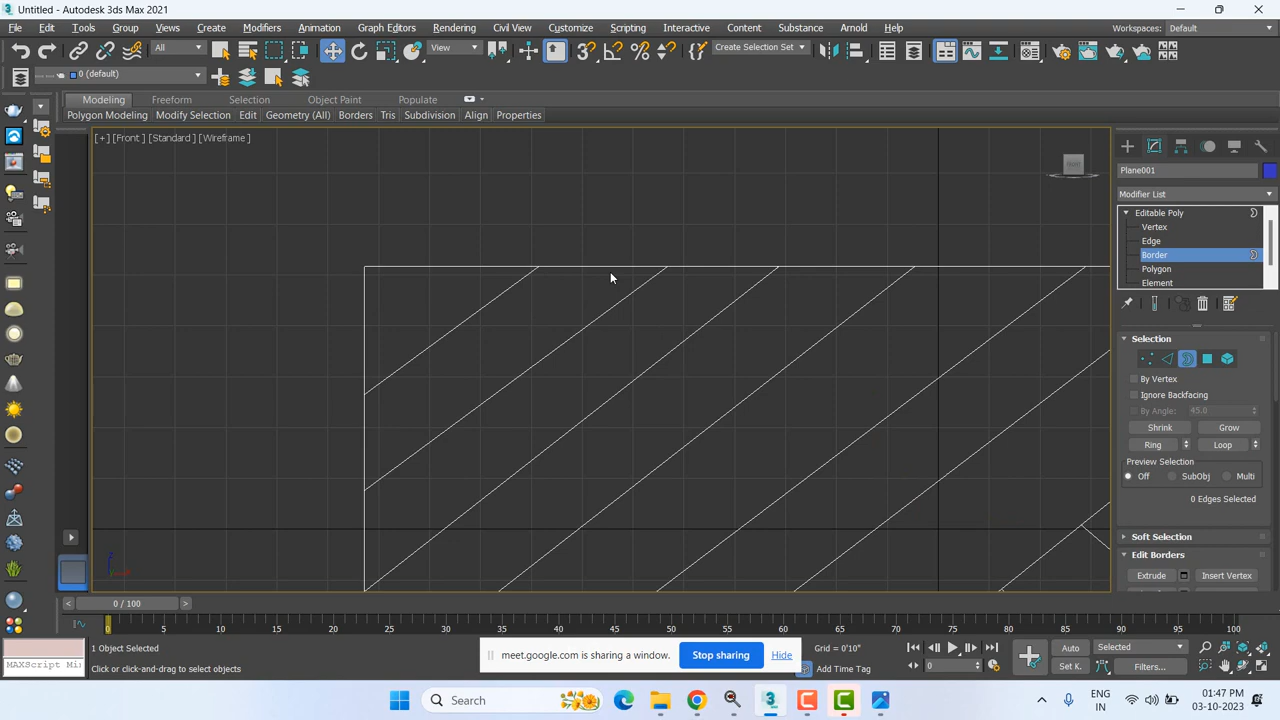 Untitled - Autodesk 3ds Max 2021
File Edit Tools Group Views Create Modifiers Animation Graph Editors Rendering Civil View Customize Scripting Interactive Content Substance Arnold Help
Workspaces: Default
All
View
Create Selection Set
0 (default)
Modeling Freeform Selection Object Paint Populate
Polygon Modeling Modify Selection Edit Borders Geometry (All) Tris Subdivision Align Properties
[+] [Front ] [Standard ] [Wireframe ]
Plane001
Modifier List
Editable Poly
Vertex
Edge
Border
Polygon
Element
Selection
By Vertex
Ignore Backfacing
By Angle: 45.0
Shrink Grow
Ring Loop
Preview Selection
Off SubObj Multi
0 Edges Selected
Soft Selection
Edit Borders
Extrude Insert Vertex
< 0 / 100 >
0 5 10 15 20 25 30 35 40 45 50 55 60 65 70 75 80 85 90 95 100
1 Object Selected
MAXScript Mi
Click or click-and-drag to select objects
meet.google.com is sharing a window. Stop sharing Hide
Grid = 0'10"
Add Time Tag
0
Auto Selected
Set K. Filters...
Search
ENG
IN
01:47 PM
03-10-2023